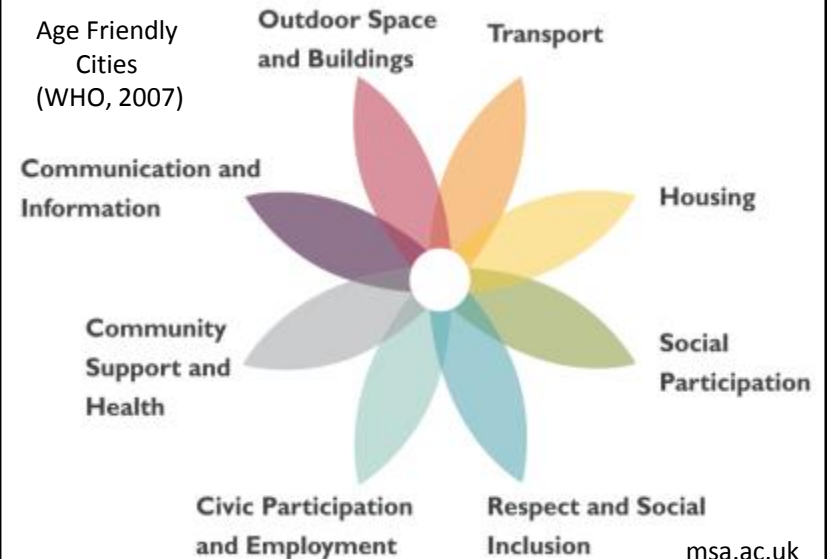 Age Friendly
Cities
(WHO, 2007)
Outdoor Space
and Buildings
Transport
Housing
Social
Participation
Respect and Social
Inclusion
Civic Participation
and Employment
Community
Support and
Health
Communication and
Information
msa.ac.uk